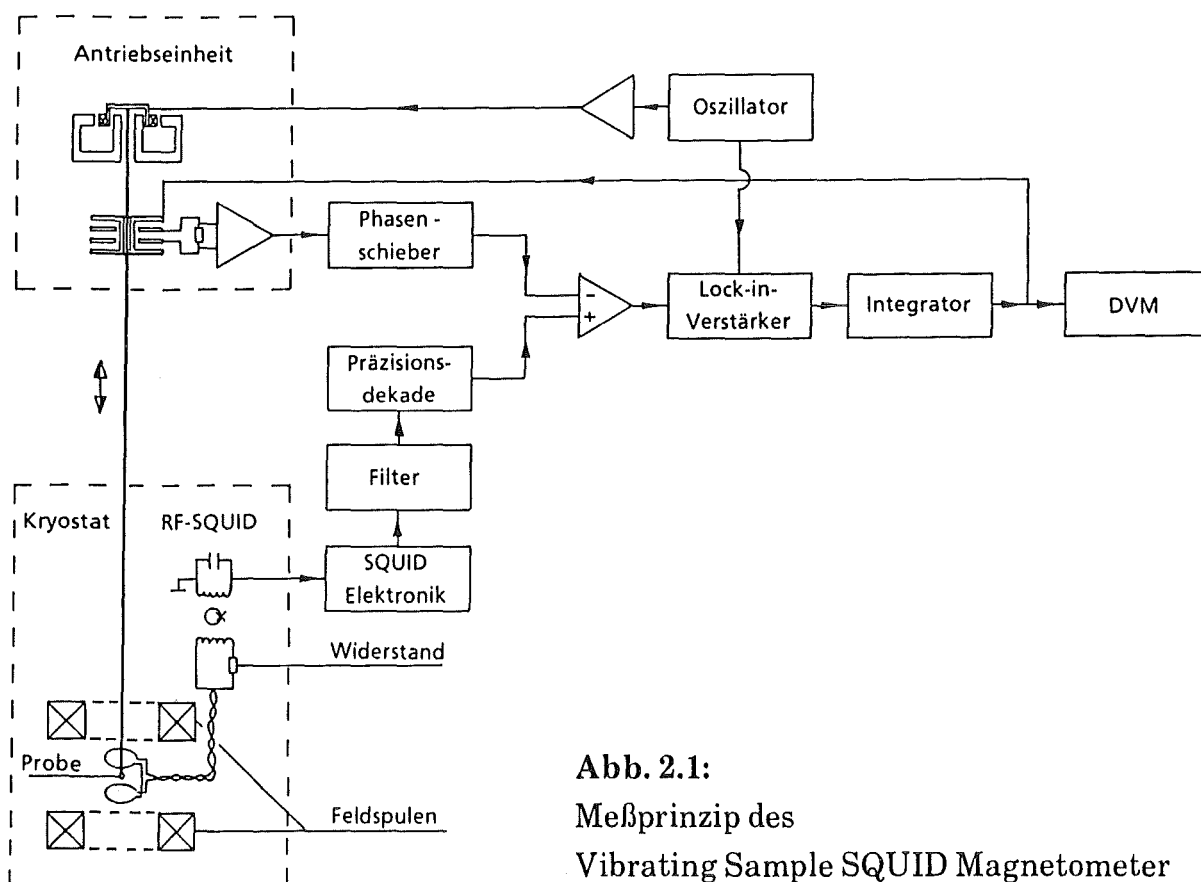 Antriebseinheit
Oszillator
Phasen -
schieber
-
+
Lock-in-
Verstärker
Integrator
DVM
Präzisions-
dekade
Filter
Kryostat
RF-SQUID
SQUID
Elektronik
Widerstand
Probe
Feldspulen
Abb. 2.1:
Meßprinzip des
Vibrating Sample SQUID Magnetometer